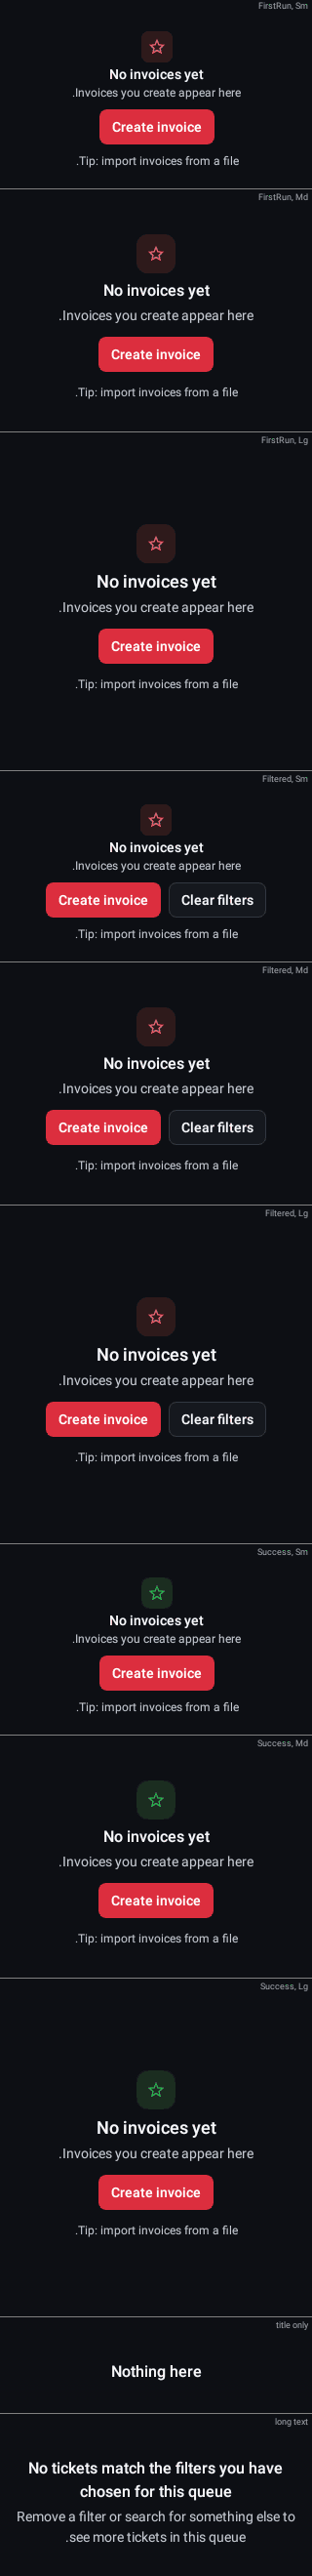 FirstRun, Sm
No invoices yet
.Invoices you create appear here
Create invoice
.Tip: import invoices from a file
FirstRun, Md
No invoices yet
.Invoices you create appear here
Create invoice
.Tip: import invoices from a file
FirstRun, Lg
No invoices yet
.Invoices you create appear here
Create invoice
.Tip: import invoices from a file
Filtered, Sm
No invoices yet
.Invoices you create appear here
Create invoice Clear filters
.Tip: import invoices from a file
Filtered, Md
No invoices yet
.Invoices you create appear here
Create invoice Clear filters
.Tip: import invoices from a file
Filtered, Lg
No invoices yet
.Invoices you create appear here
Create invoice Clear filters
.Tip: import invoices from a file
Success, Sm
No invoices yet
.Invoices you create appear here
Create invoice
.Tip: import invoices from a file
Success, Md
No invoices yet
.Invoices you create appear here
Create invoice
.Tip: import invoices from a file
Success, Lg
No invoices yet
.Invoices you create appear here
Create invoice
.Tip: import invoices from a file
title only
Nothing here
long text
No tickets match the filters you have
chosen for this queue
Remove a filter or search for something else to
.see more tickets in this queue